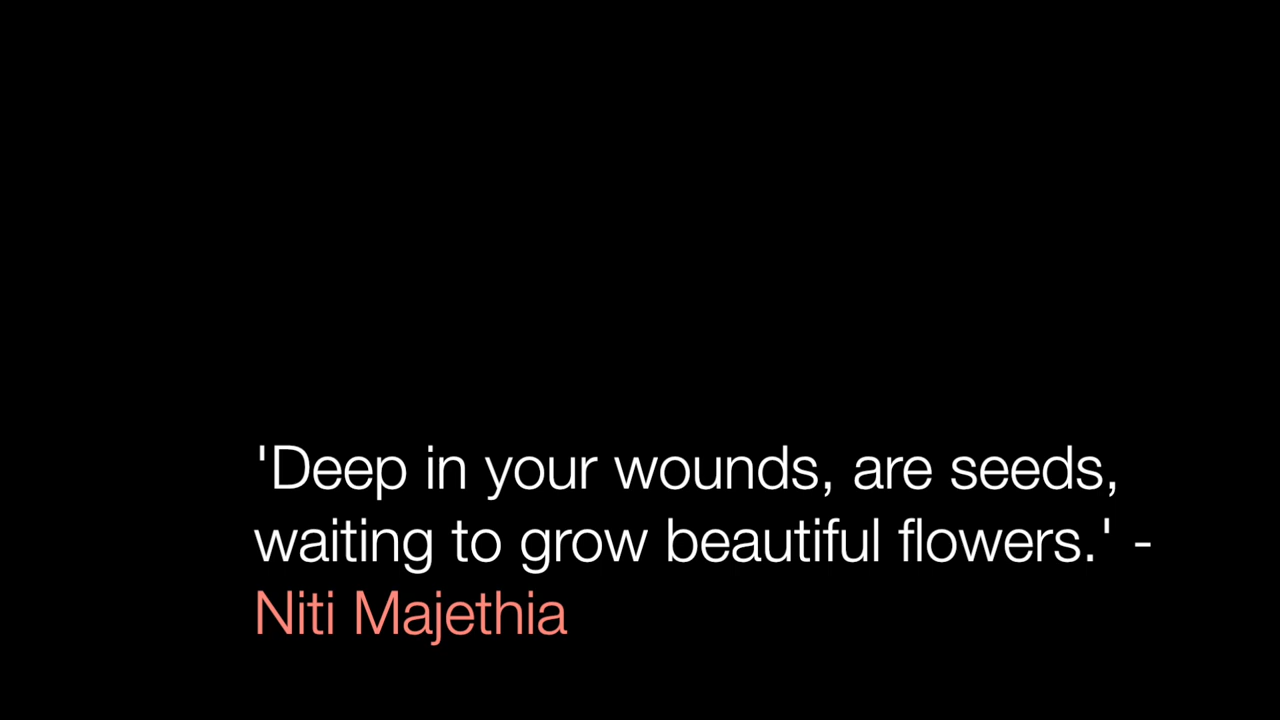 'Deep in your wounds, are seeds,
waiting to grow beautiful flowers.' -
Niti Majethia